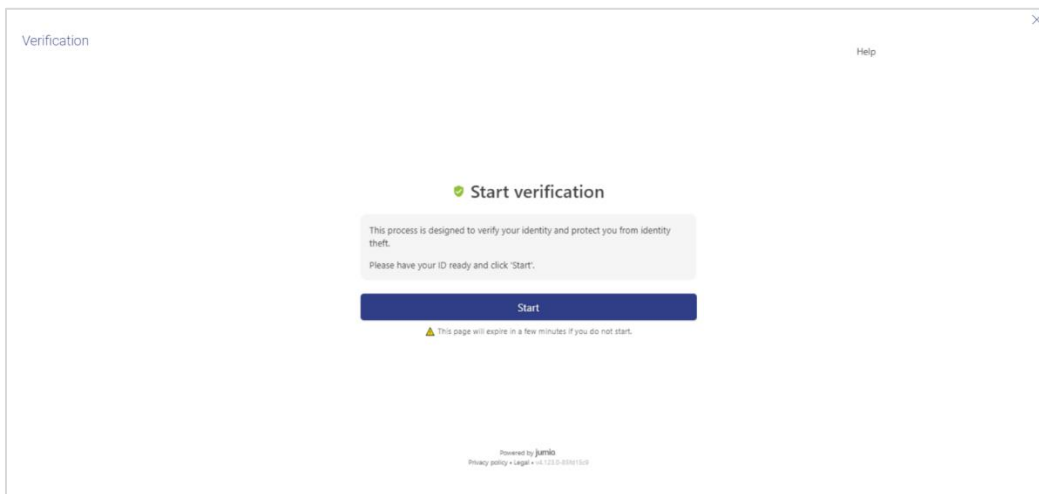 Verification
Help
Start verification
This process is designed to verify your identity and protect you from identity
theft.
Please have your ID ready and click 'Start'.
Start
This page will expire in a few minutes if you do not start.
Powered by jumio
Privacy policy • Legal •